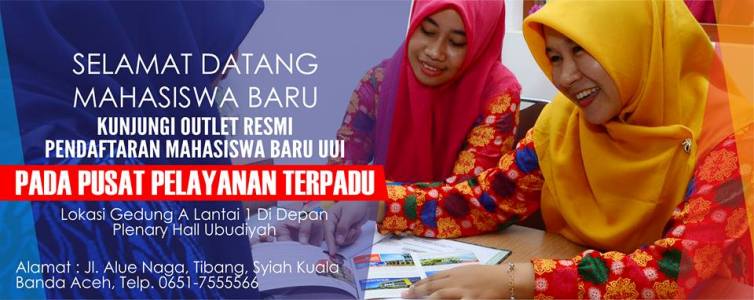 SELAMAT DATANG
MAHASISWA BARU
KUNJUNGI OUTLET RESMI
PENDAFTARAN MAHASISWA BARU UUI
PADA PUSAT PELAYANAN TERPADU
Lokasi Gedung A Lantai 1 Di Depan
Plenary Hall Ubudiyah
Alamat : Jl. Alue Naga, Tibang, Syiah Kuala
Banda Aceh, Telp. 0651-7555566